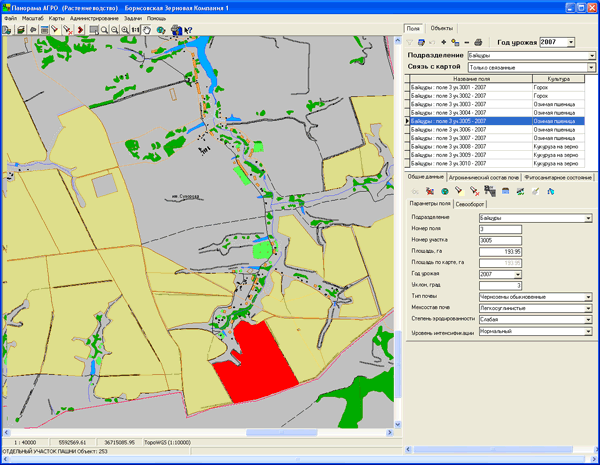 Панорама АГРО (Растениеводство) Борисовская Зерновая Компания 1
Файл Масштаб Карты Администрирование Задачи Помощь
Поля Объекты
Год урожая 2007
Подразделение Байцуры
Связь с картой Только связанные
Название поля Культура
Байцуры : поле 3 уч.3001 - 2007 Горох
Байцуры : поле 3 уч.3002 - 2007 Горох
Байцуры : поле 3 уч.3003 - 2007 Озимая пшеница
Байцуры : поле 3 уч.3004 - 2007 Озимая пшеница
Байцуры : поле 3 уч.3005 - 2007 Озимая пшеница
Байцуры : поле 3 уч.3006 - 2007 Озимая пшеница
Байцуры : поле 3 уч.3007 - 2007 Озимая пшеница
Байцуры : поле 3 уч.3008 - 2007 Кукуруза на зерно
Байцуры : поле 3 уч.3009 - 2007 Кукуруза на зерно
Байцуры : поле 3 уч.3010 - 2007 Кукуруза на зерно
Общие данные Агрохимический состав почв Фитосанитарное состояние
Параметры поля Севооборот
Подразделение Байцуры
Номер поля 3
Номер участка 3005
Площадь, га 193.95
Площадь по карте, га 193.95
Год урожая 2007
Уклон, град 3
Тип почвы Черноземы обыкновенные
Мехсостав почв Легкосуглинистые
Степень эродированности Слабая
Уровень интенсификации Нормальный
им.Суворова
1 : 40000 5592569.61 36715085.95 TopoWGS (1:10000)
ОТДЕЛЬНЫЙ УЧАСТОК ПАШНИ Объект: 253